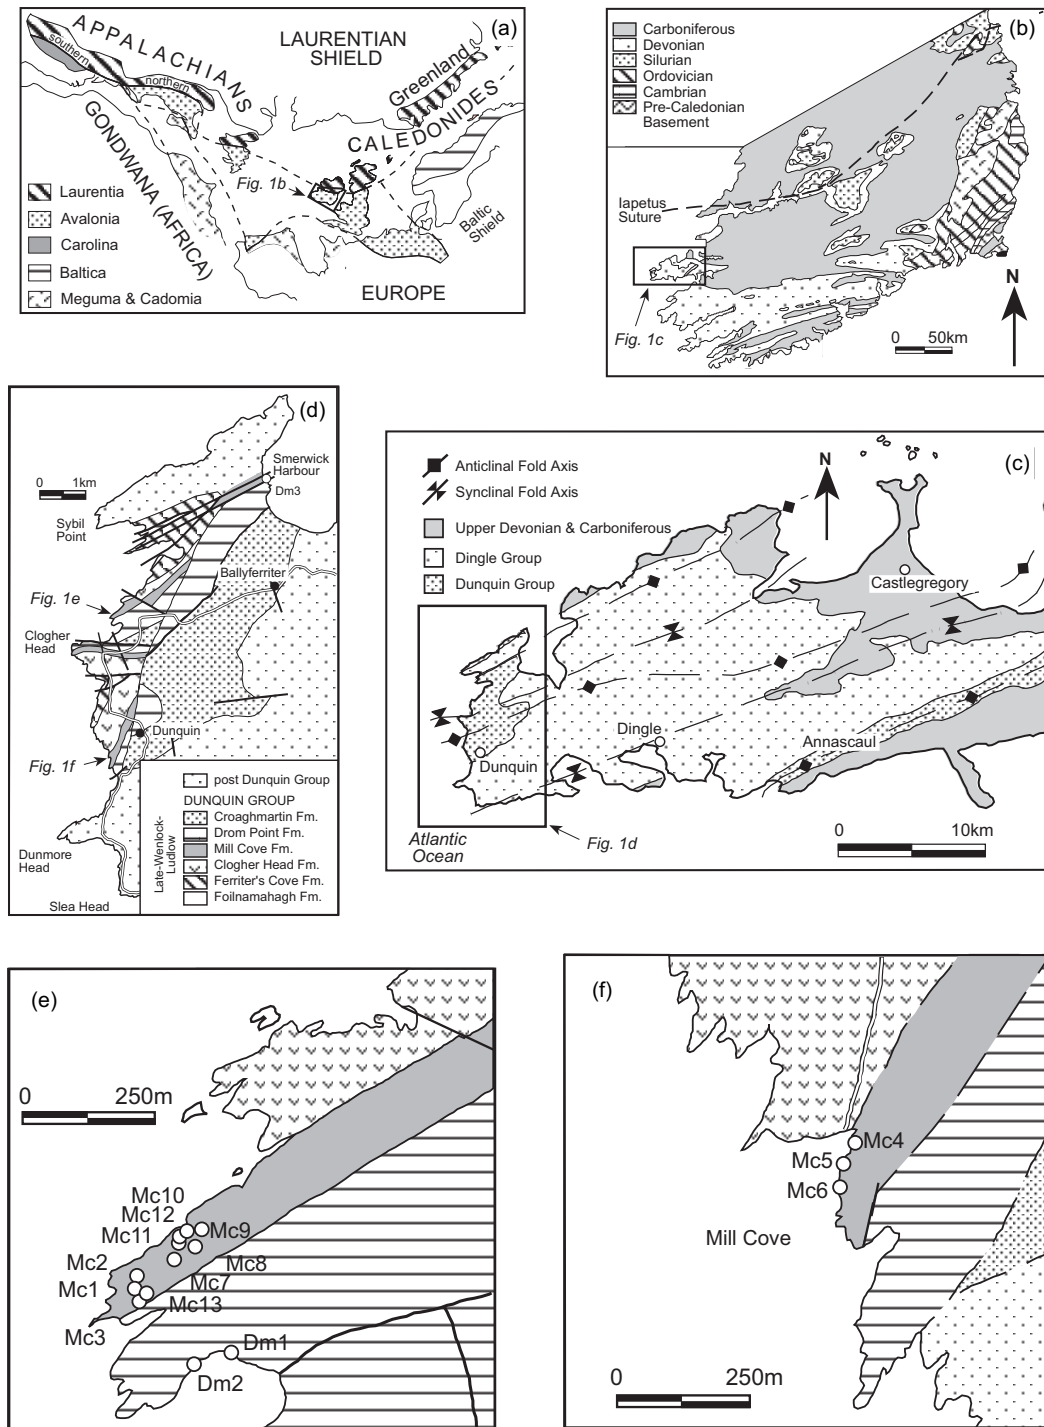 (a)
APPALACHIANS
southern
northern
LAURENTIAN
SHIELD
Greenland
CALEDONIDES
GONDWANA (AFRICA)
Fig. 1b
Baltic
Shield
EUROPE
Laurentia
Avalonia
Carolina
Baltica
Meguma & Cadomia
(b)
Carboniferous
Devonian
Silurian
Ordovician
Cambrian
Pre-Caledonian
Basement
Iapetus
Suture
Fig. 1c
N
0 50km
(d)
Smerwick
Harbour
Dm3
0 1km
Sybil
Point
Ballyferriter
Fig. 1e
Clogher
Head
Dunquin
Fig. 1f
Dunmore
Head
Slea Head
post Dunquin Group
DUNQUIN GROUP
Croaghmartin Fm.
Drom Point Fm.
Mill Cove Fm.
Clogher Head Fm.
Ferriter's Cove Fm.
Foilnamahagh Fm.
Late-Wenlock-
Ludlow
(c)
Anticlinal Fold Axis
Synclinal Fold Axis
Upper Devonian & Carboniferous
Dingle Group
Dunquin Group
N
Castlegregory
Dingle
Annascaul
Dunquin
Atlantic
Ocean
Fig. 1d
0 10km
(e)
0 250m
Mc10
Mc12
Mc11
Mc9
Mc2
Mc8
Mc1
Mc7
Mc13
Mc3
Dm1
Dm2
(f)
Mc4
Mc5
Mc6
Mill Cove
0 250m